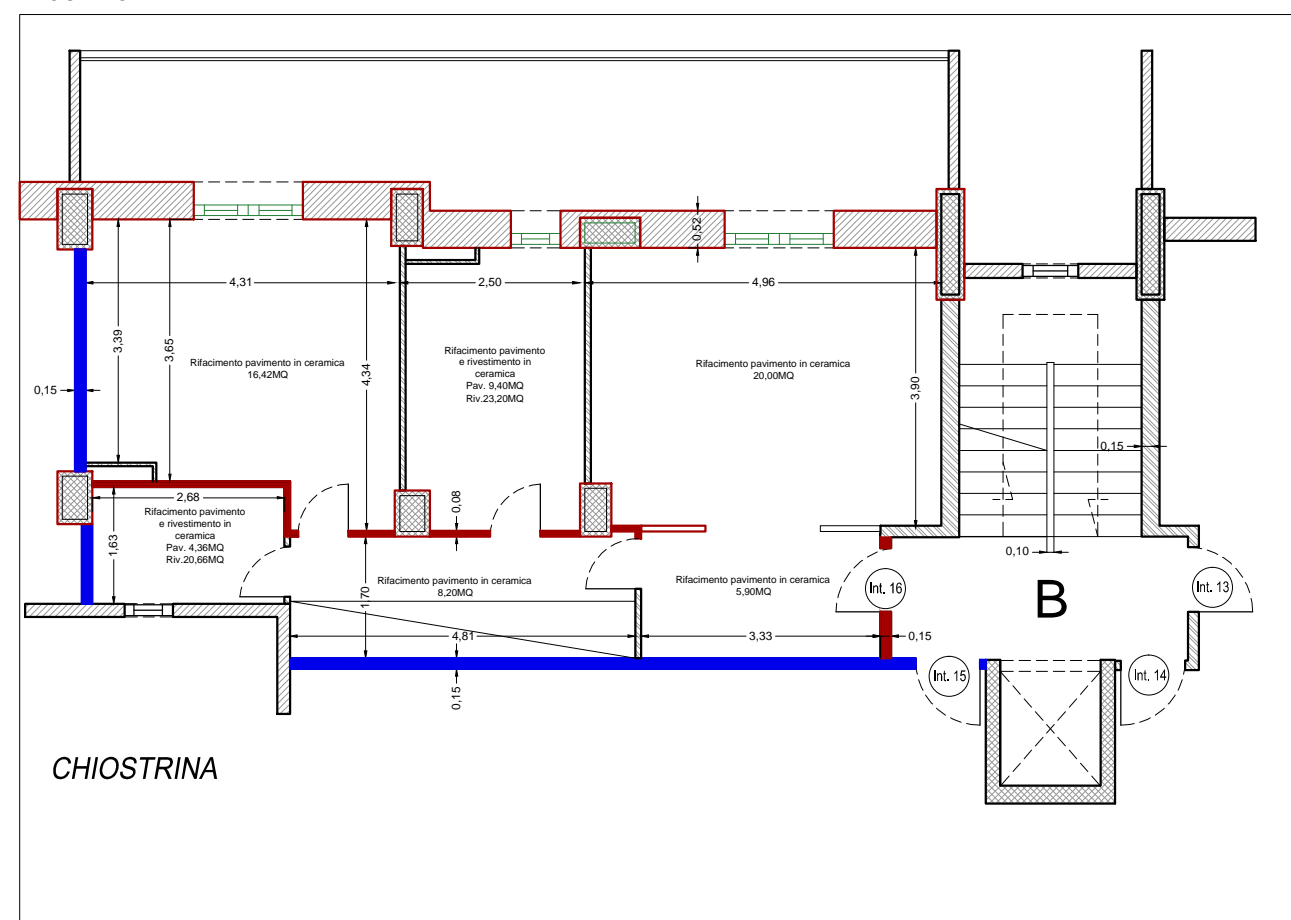 0,52
4,31
2,50
4,96
3,39
3,65
4,34
3,90
0,15
Rifacimento pavimento in ceramica
16,42MQ
Rifacimento pavimento
e rivestimento in
ceramica
Pav. 9,40MQ
Riv.23,20MQ
Rifacimento pavimento in ceramica
20,00MQ
0,15
2,68
0,08
1,63
Rifacimento pavimento
e rivestimento in
ceramica
Pav. 4,36MQ
Riv.20,66MQ
1,70
Rifacimento pavimento in ceramica
8,20MQ
Rifacimento pavimento in ceramica
5,90MQ
0,10
Int. 16
B
Int. 13
4,81
3,33
0,15
0,15
Int. 15
Int. 14
CHIOSTRINA